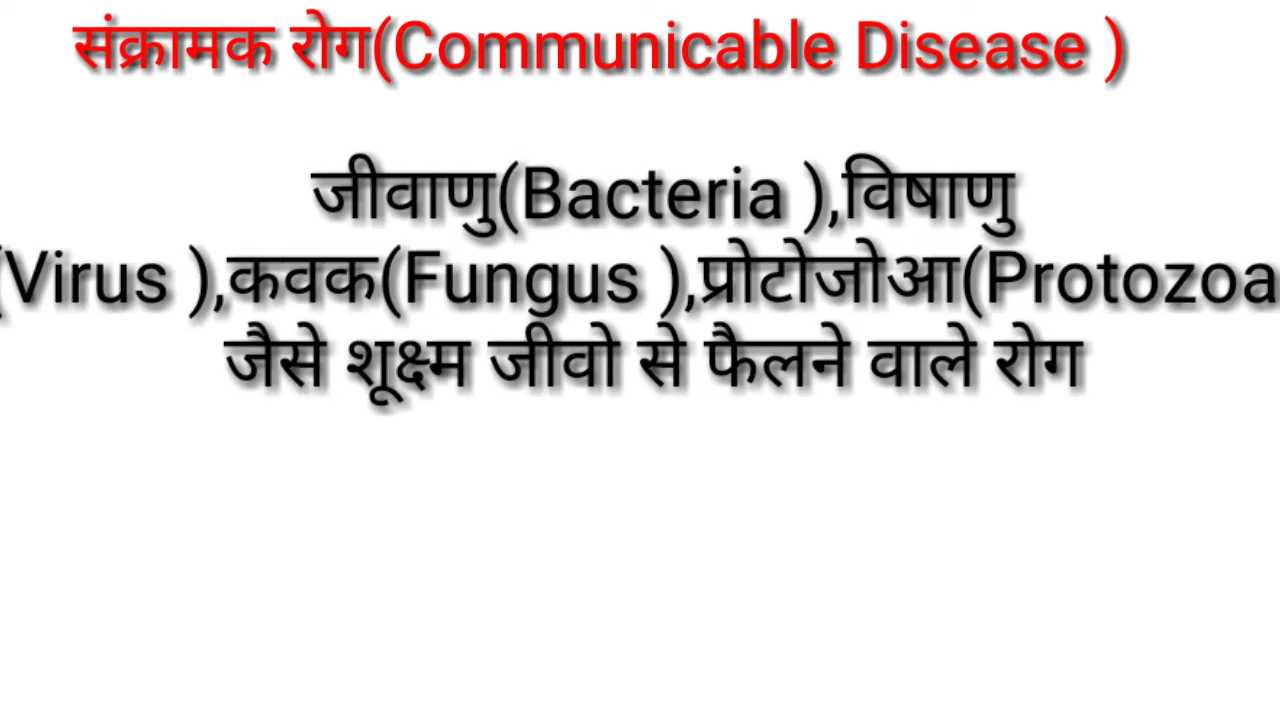 संक्रामक रोग(Communicable Disease )
जीवाणु(Bacteria ),विषाणु
(Virus ),कवक(Fungus ),प्रोटोजोआ(Protozoa
जैसे शूक्ष्म जीवो से फैलने वाले रोग